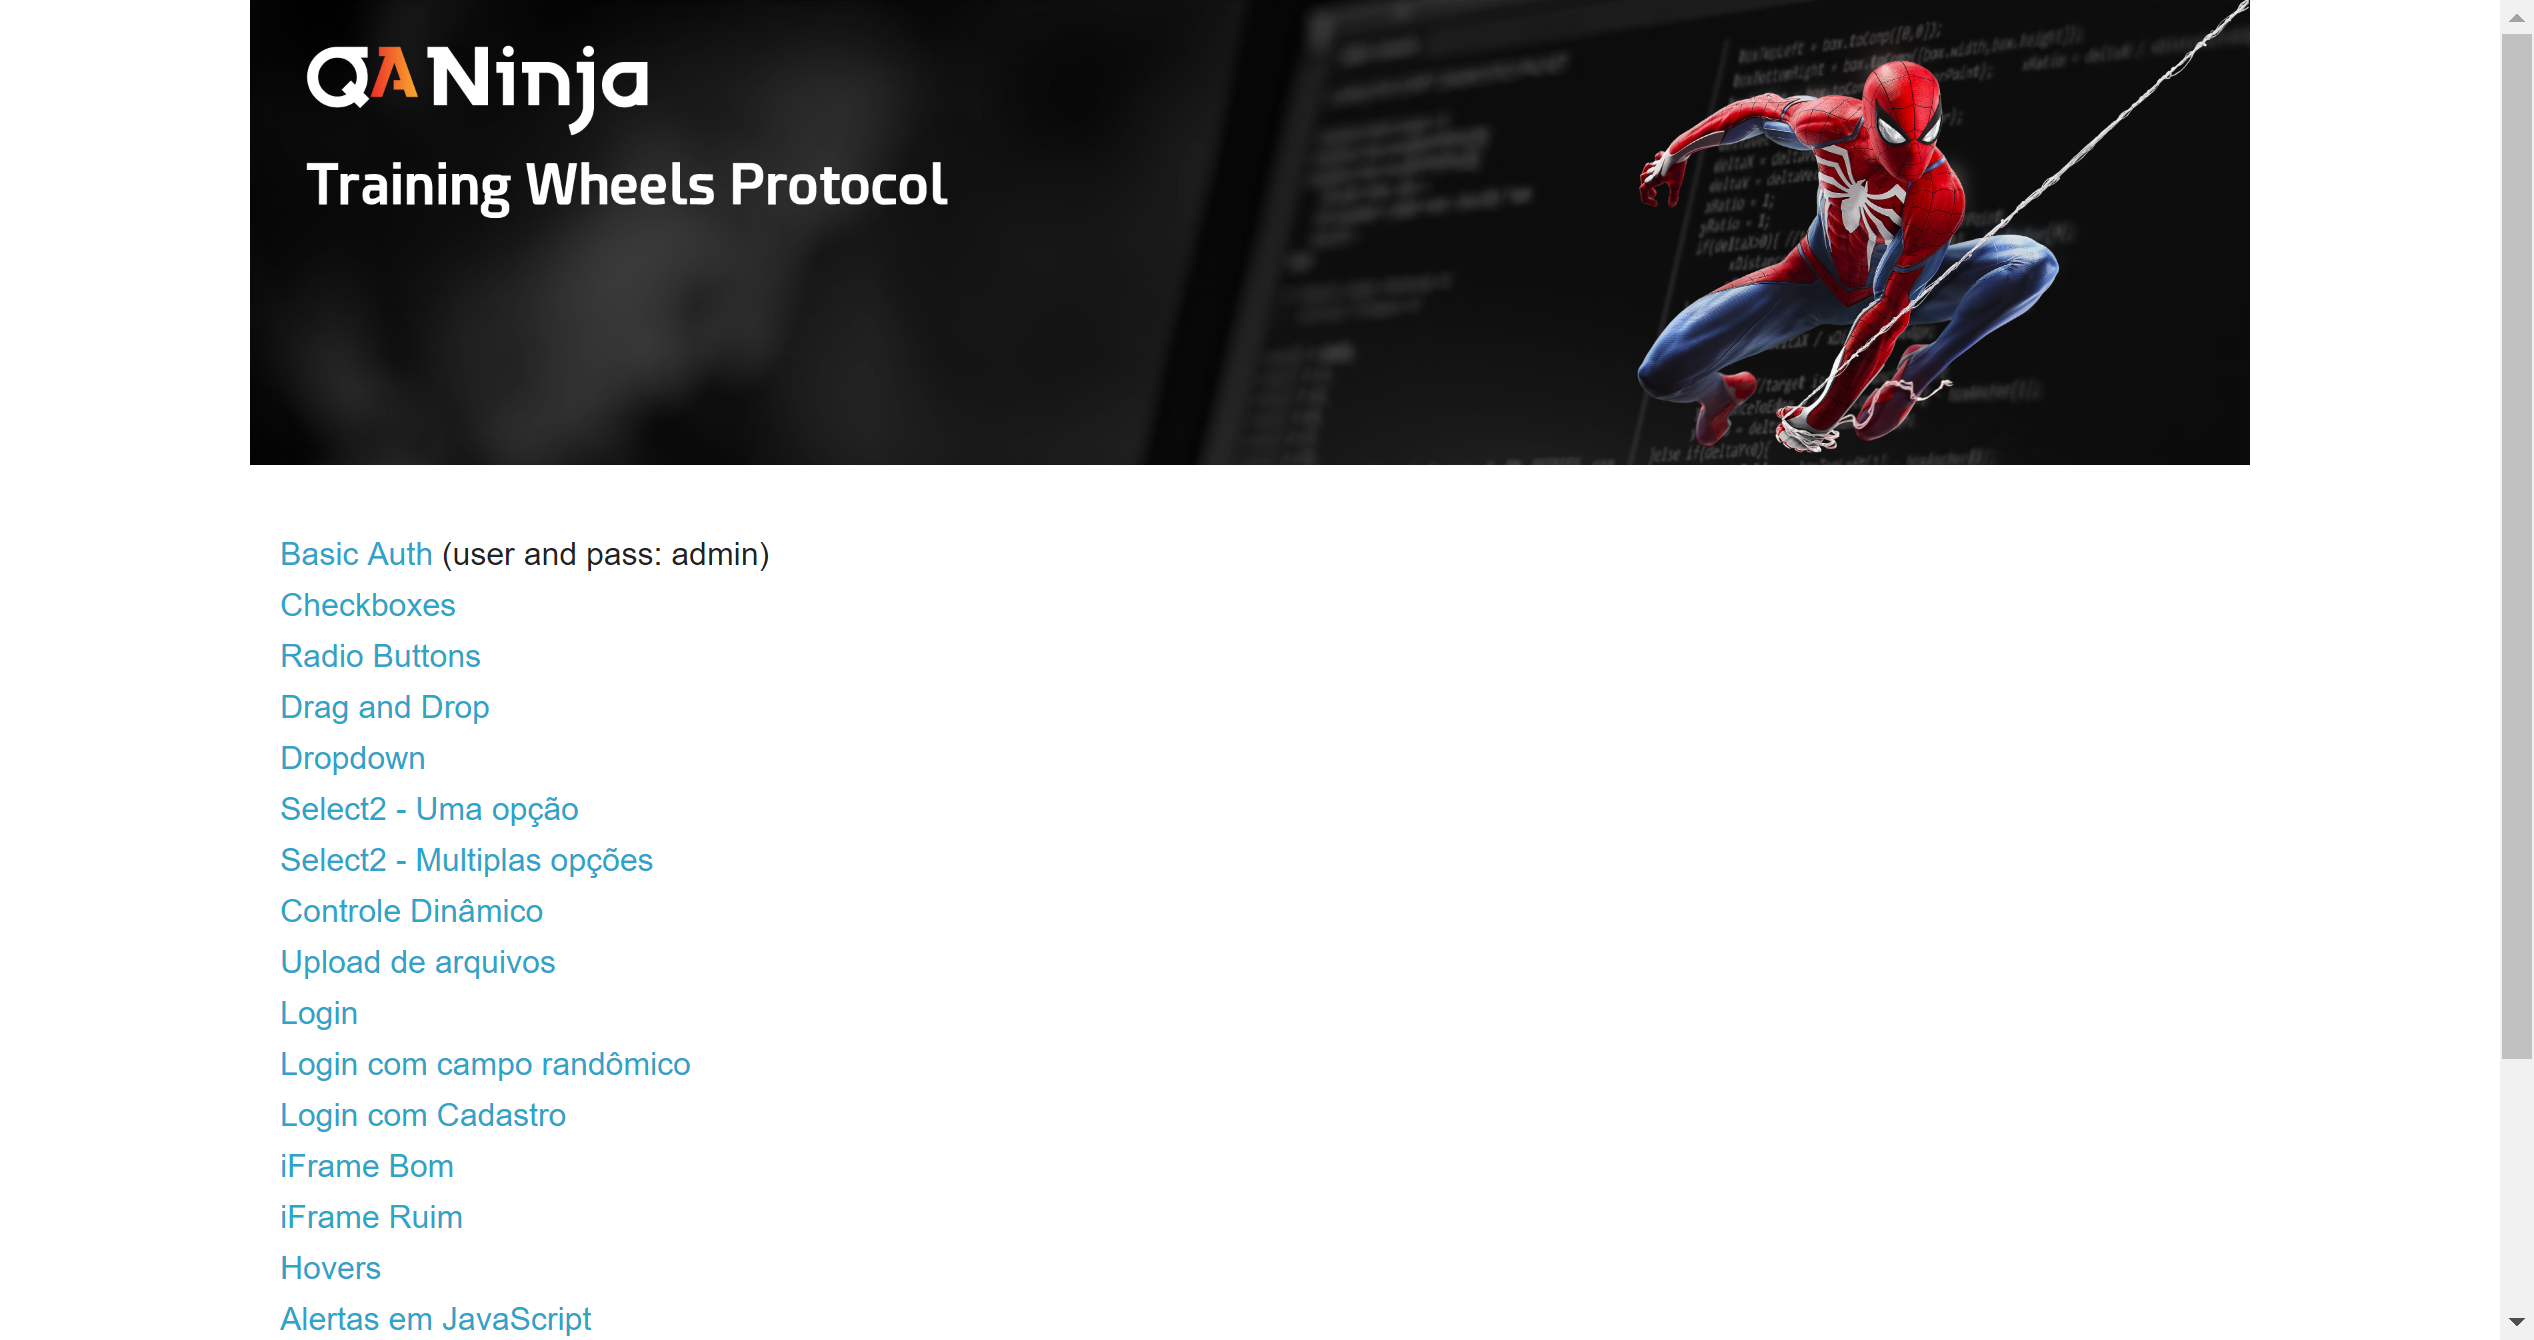 QANinja
Training Wheels Protocol
Basic Auth (user and pass: admin)
Checkboxes
Radio Buttons
Drag and Drop
Dropdown
Select2 - Uma opção
Select2 - Multiplas opções
Controle Dinâmico
Upload de arquivos
Login
Login com campo randômico
Login com Cadastro
iFrame Bom
iFrame Ruim
Hovers
Alertas em JavaScript